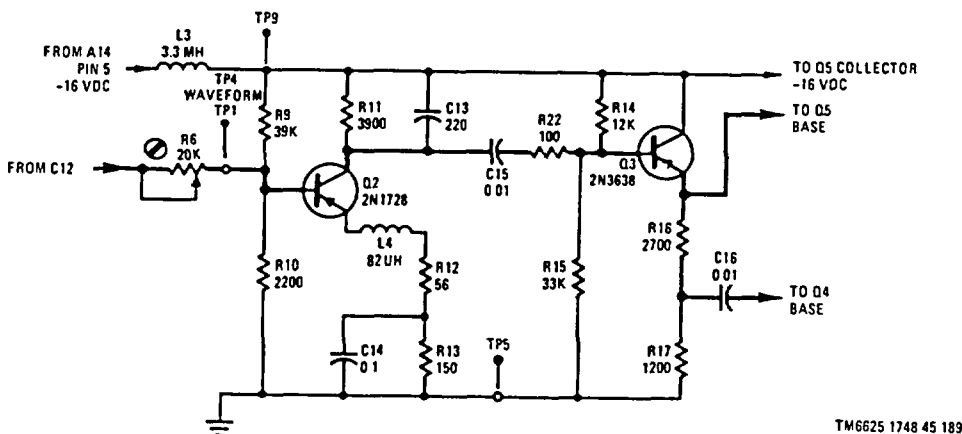 TP9
L3
3.3 MH
FROM A14
PIN 5
-16 VDC
TP4
WAVEFORM
TP1
R9
39K
R11
3900
C13
220
R14
12K
TO Q5 COLLECTOR
-16 VDC
TO Q5
BASE
R6
20K
FROM C12
R22
100
C15
0 01
Q2
2N1728
Q3
2N3638
L4
82 UH
R10
2200
R12
56
R15
33K
R16
2700
C16
0 01
TO Q4
BASE
C14
0 1
R13
150
TP5
R17
1200
TM6625 1748 45 189